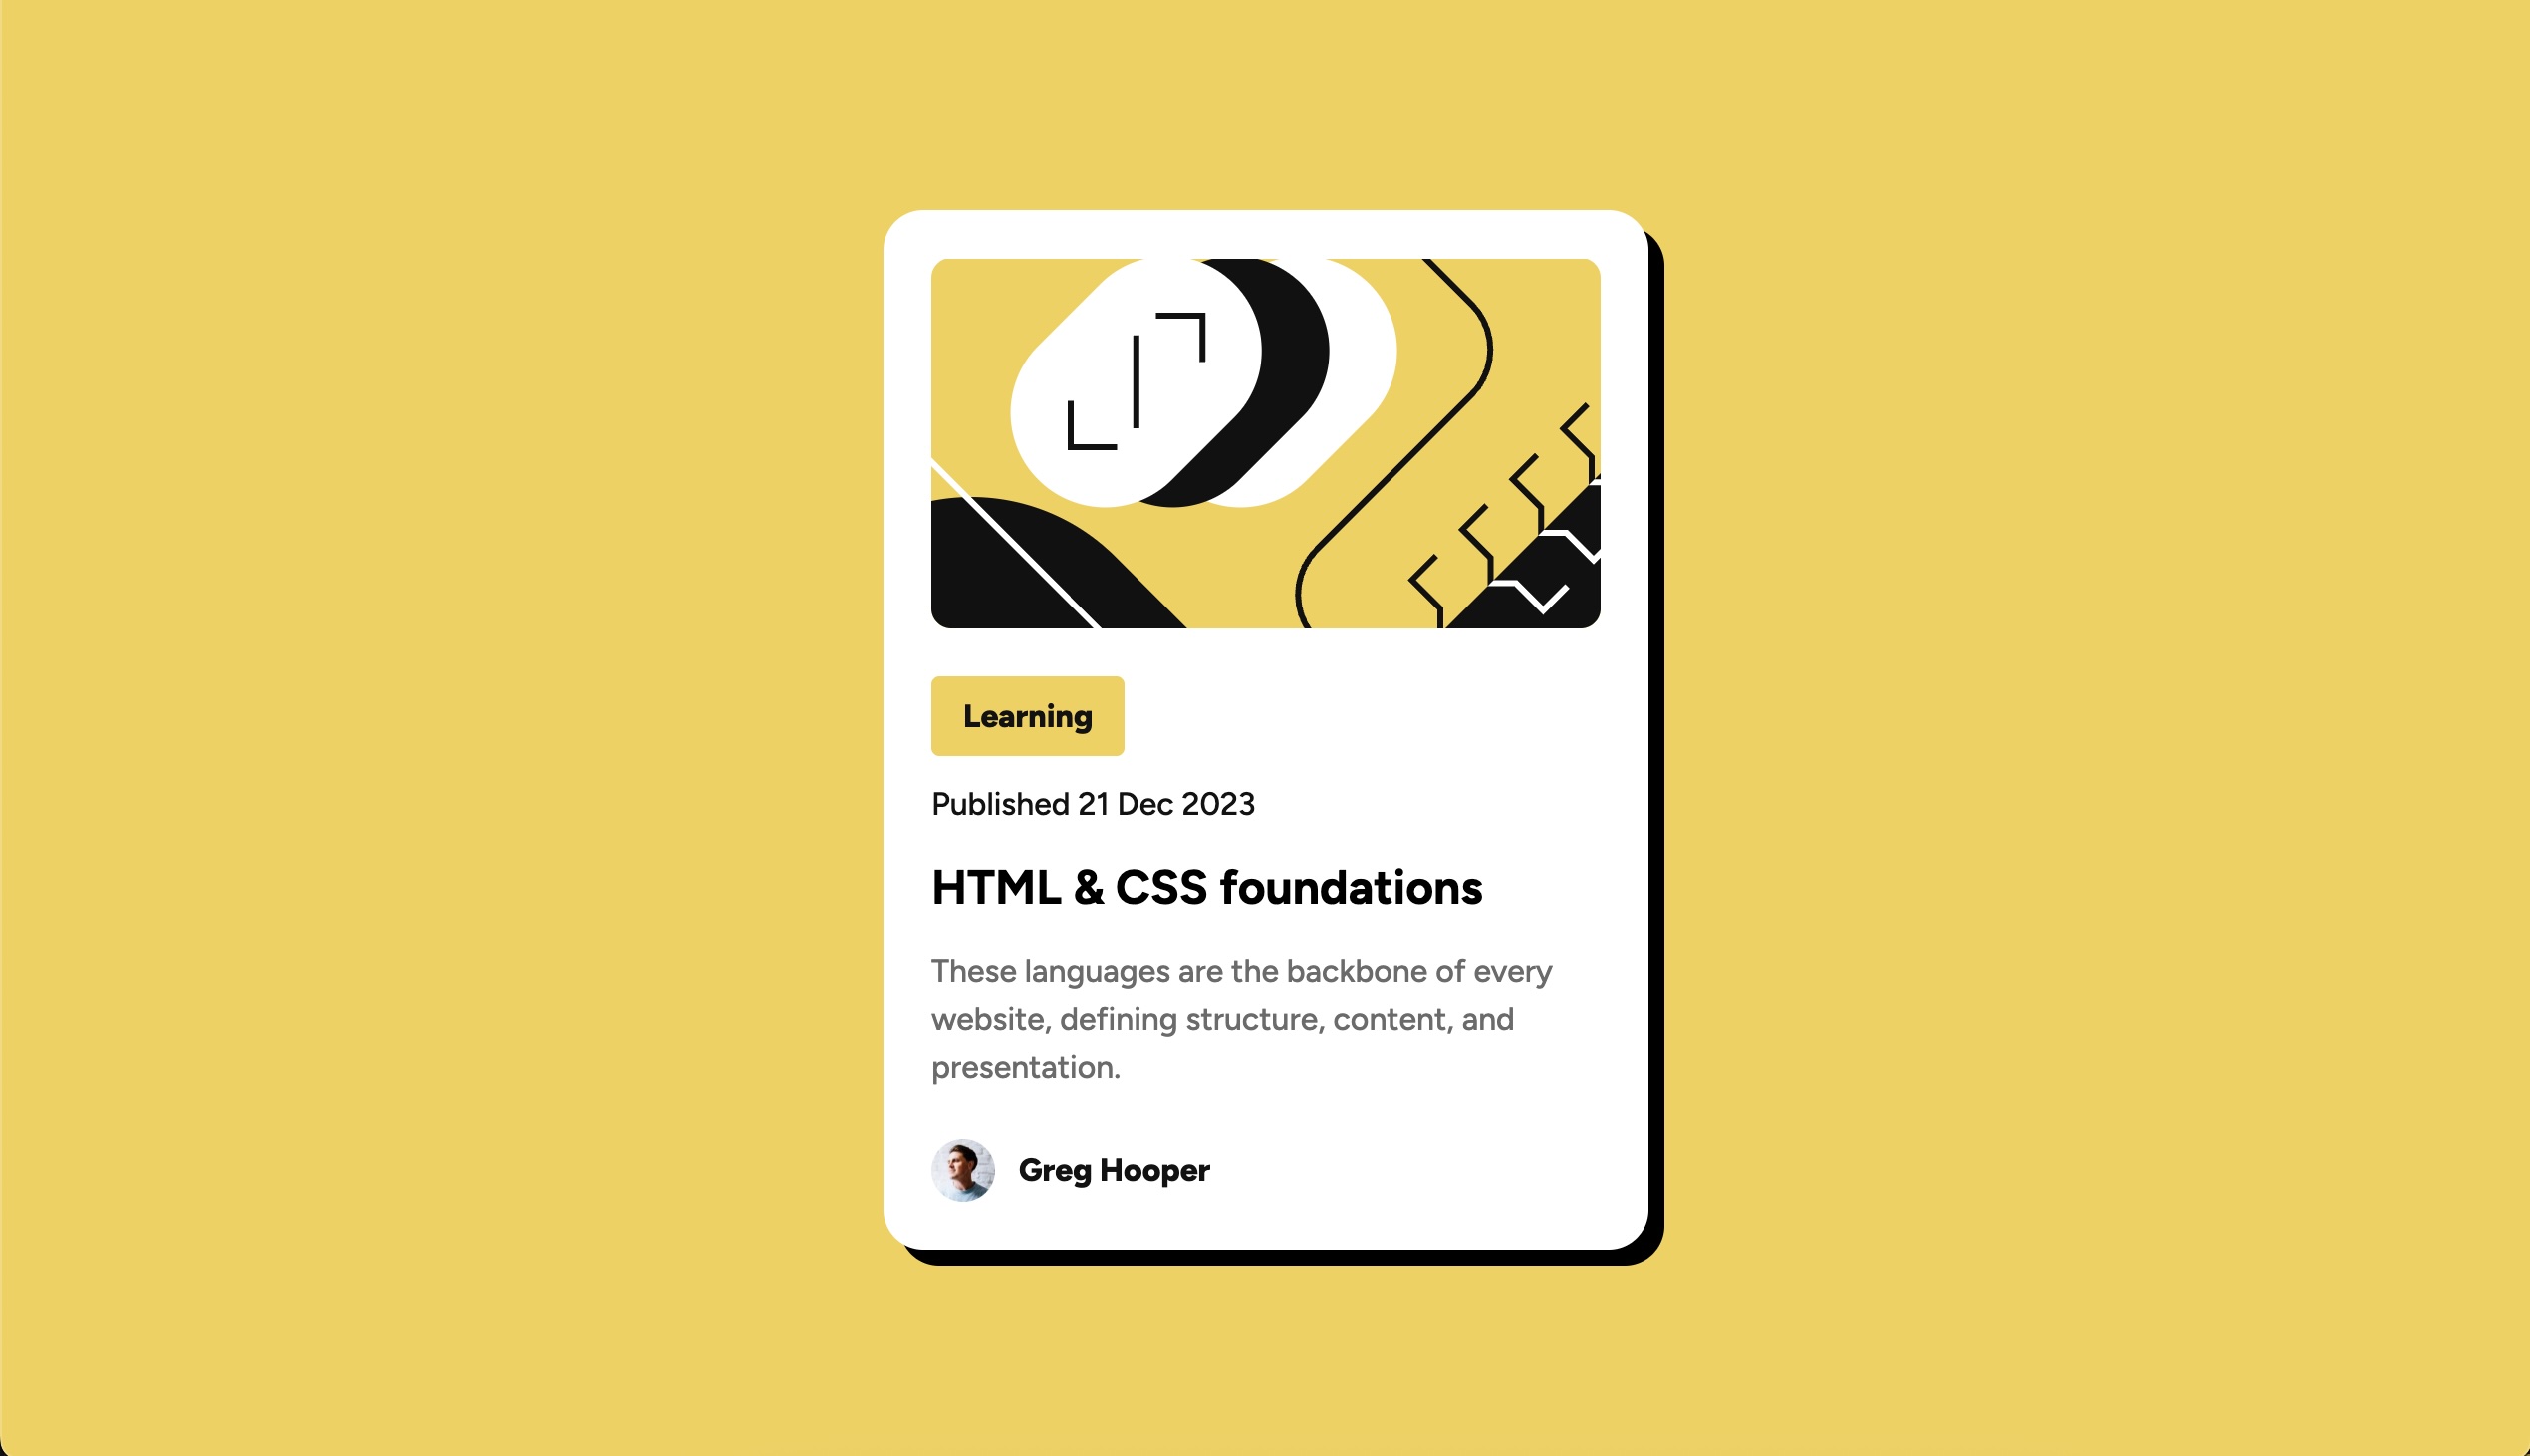 Learning
Published 21 Dec 2023
HTML & CSS foundations
These languages are the backbone of every
website, defining structure, content, and
presentation.
Greg Hooper